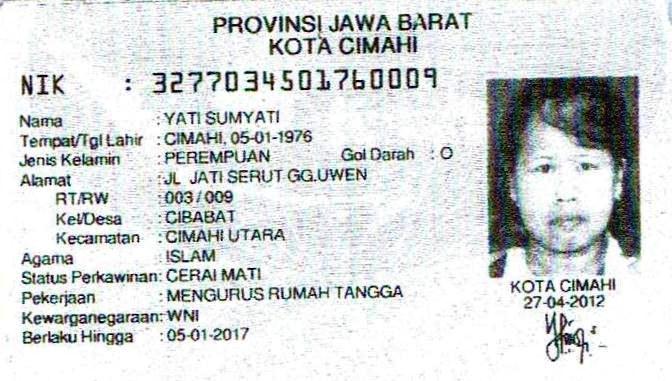 PROVINSI JAWA BARAT
KOTA CIMAHI
NIK : 3277034501760009
Nama : YATI SUMYATI
Tempat/Tgl Lahir : CIMAHI, 05-01-1976
Jenis Kelamin : PEREMPUAN Gol Darah : O
Alamat : JL JATI SERUT GG.UWEN
RT/RW : 003 / 009
Kel/Desa : CIBABAT
Kecamatan : CIMAHI UTARA
Agama : ISLAM
Status Perkawinan: CERAI MATI
Pekerjaan : MENGURUS RUMAH TANGGA
Kewarganegaraan: WNI
Berlaku Hingga : 05-01-2017
KOTA CIMAHI
27-04-2012